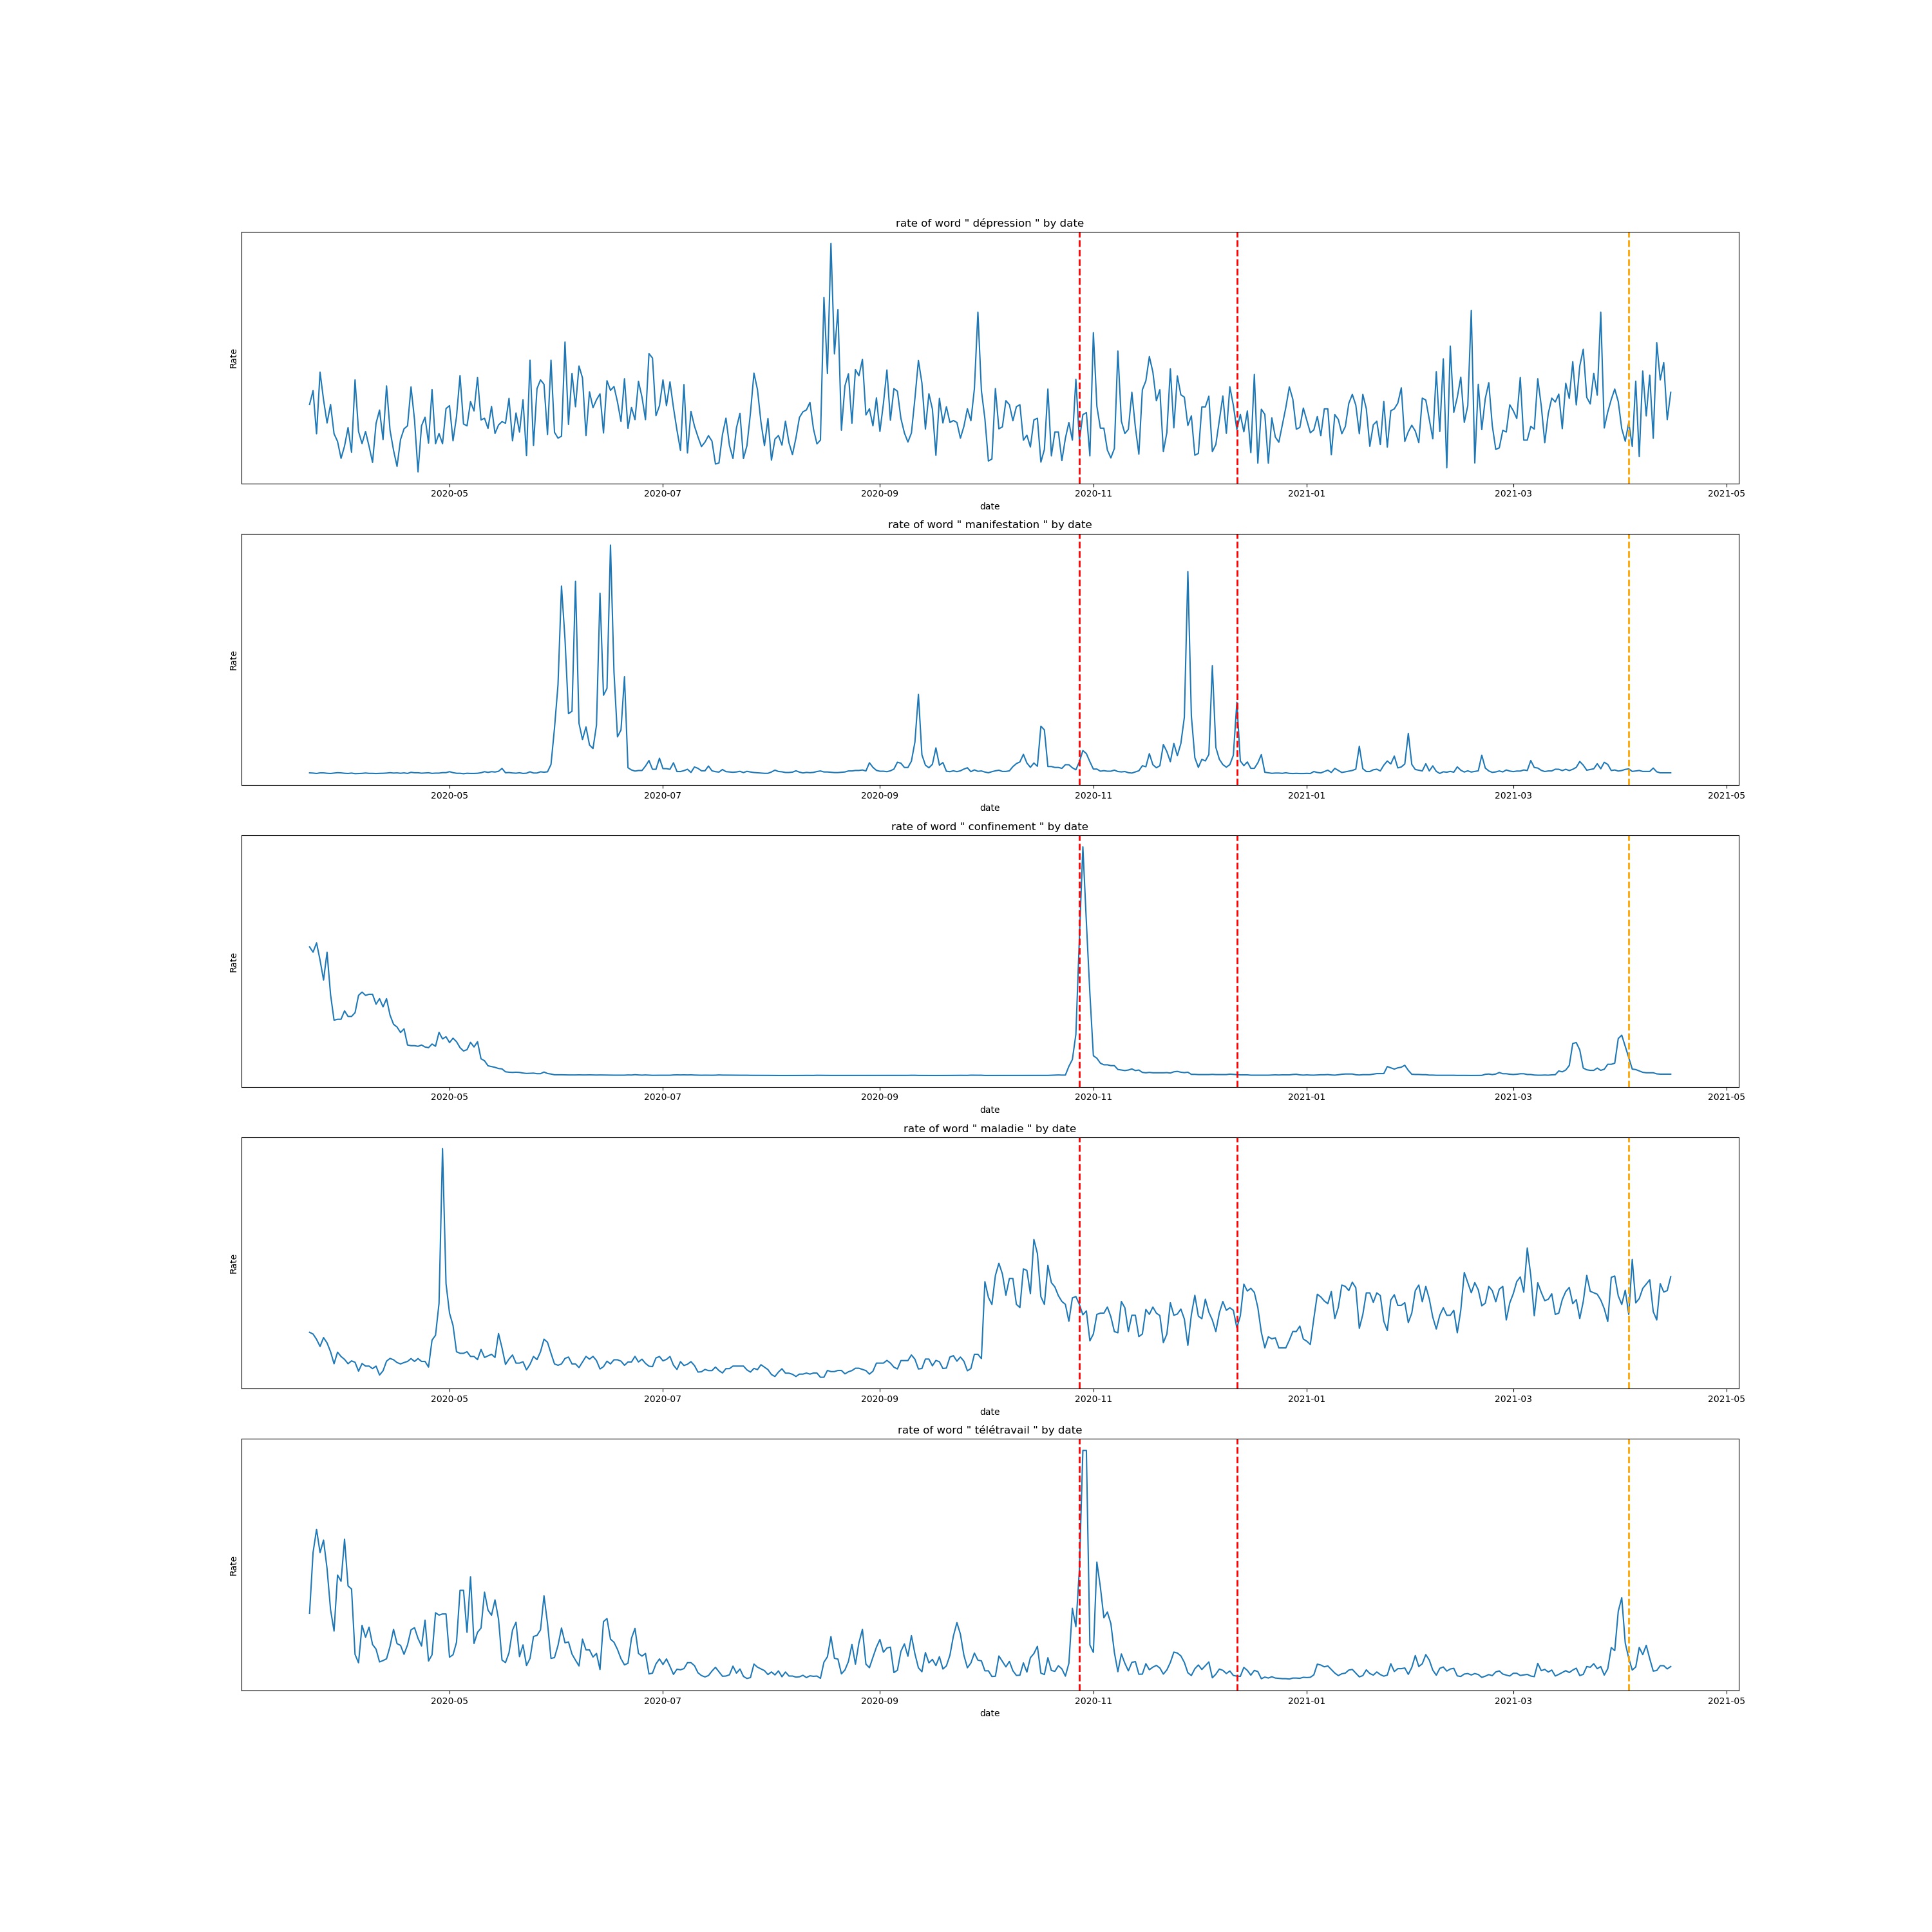 rate of word " dépression " by date
Rate
2020-05 2020-07 2020-09 2020-11 2021-01 2021-03 2021-05
date
rate of word " manifestation " by date
Rate
2020-05 2020-07 2020-09 2020-11 2021-01 2021-03 2021-05
date
rate of word " confinement " by date
Rate
2020-05 2020-07 2020-09 2020-11 2021-01 2021-03 2021-05
date
rate of word " maladie " by date
Rate
2020-05 2020-07 2020-09 2020-11 2021-01 2021-03 2021-05
date
rate of word " télétravail " by date
Rate
2020-05 2020-07 2020-09 2020-11 2021-01 2021-03 2021-05
date